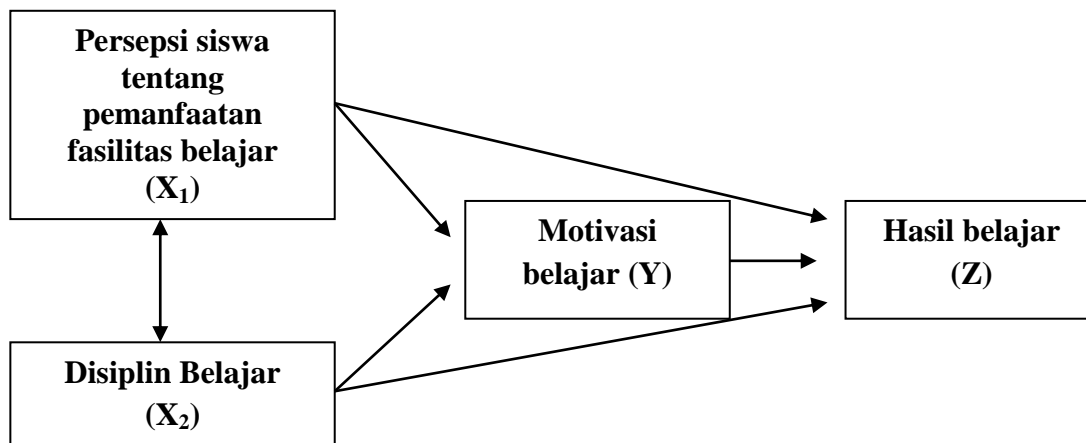 Persepsi siswa
tentang
pemanfaatan
fasilitas belajar
(X₁)
Motivasi
belajar (Y)
Hasil belajar
(Z)
Disiplin Belajar
(X₂)